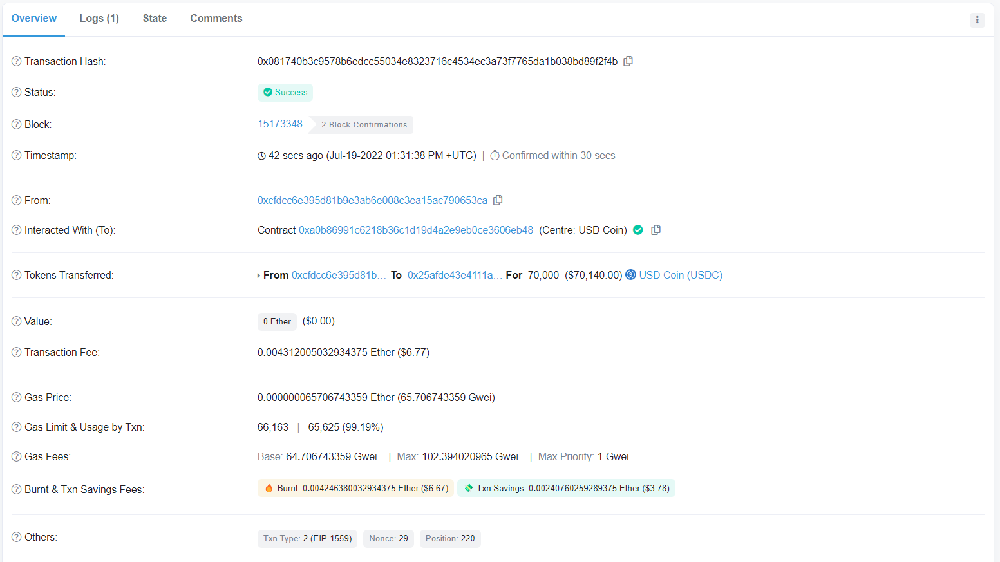 Overview Logs (1) State Comments
Transaction Hash: 0x081740b3c9578b6edcc55034e8323716c4534ec3a73f7765da1b038bd89f2f4b
Status: Success
Block: 15173348 2 Block Confirmations
Timestamp: 42 secs ago (Jul-19-2022 01:31:38 PM +UTC) | Confirmed within 30 secs
From: 0xcfdcc6e395d81b9e3ab6e008c3ea15ac790653ca
Interacted With (To): Contract 0xa0b86991c6218b36c1d19d4a2e9eb0ce3606eb48 (Centre: USD Coin)
Tokens Transferred: From 0xcfdcc6e395d81b... To 0x25afde43e4111a... For 70,000 ($70,140.00) USD Coin (USDC)
Value: 0 Ether ($0.00)
Transaction Fee: 0.004312005032934375 Ether ($6.77)
Gas Price: 0.000000065706743359 Ether (65.706743359 Gwei)
Gas Limit & Usage by Txn: 66,163 | 65,625 (99.19%)
Gas Fees: Base: 64.706743359 Gwei | Max: 102.394020965 Gwei | Max Priority: 1 Gwei
Burnt & Txn Savings Fees: Burnt: 0.004246380032934375 Ether ($6.67) Txn Savings: 0.00240760259289375 Ether ($3.78)
Others: Txn Type: 2 (EIP-1559) Nonce: 29 Position: 220